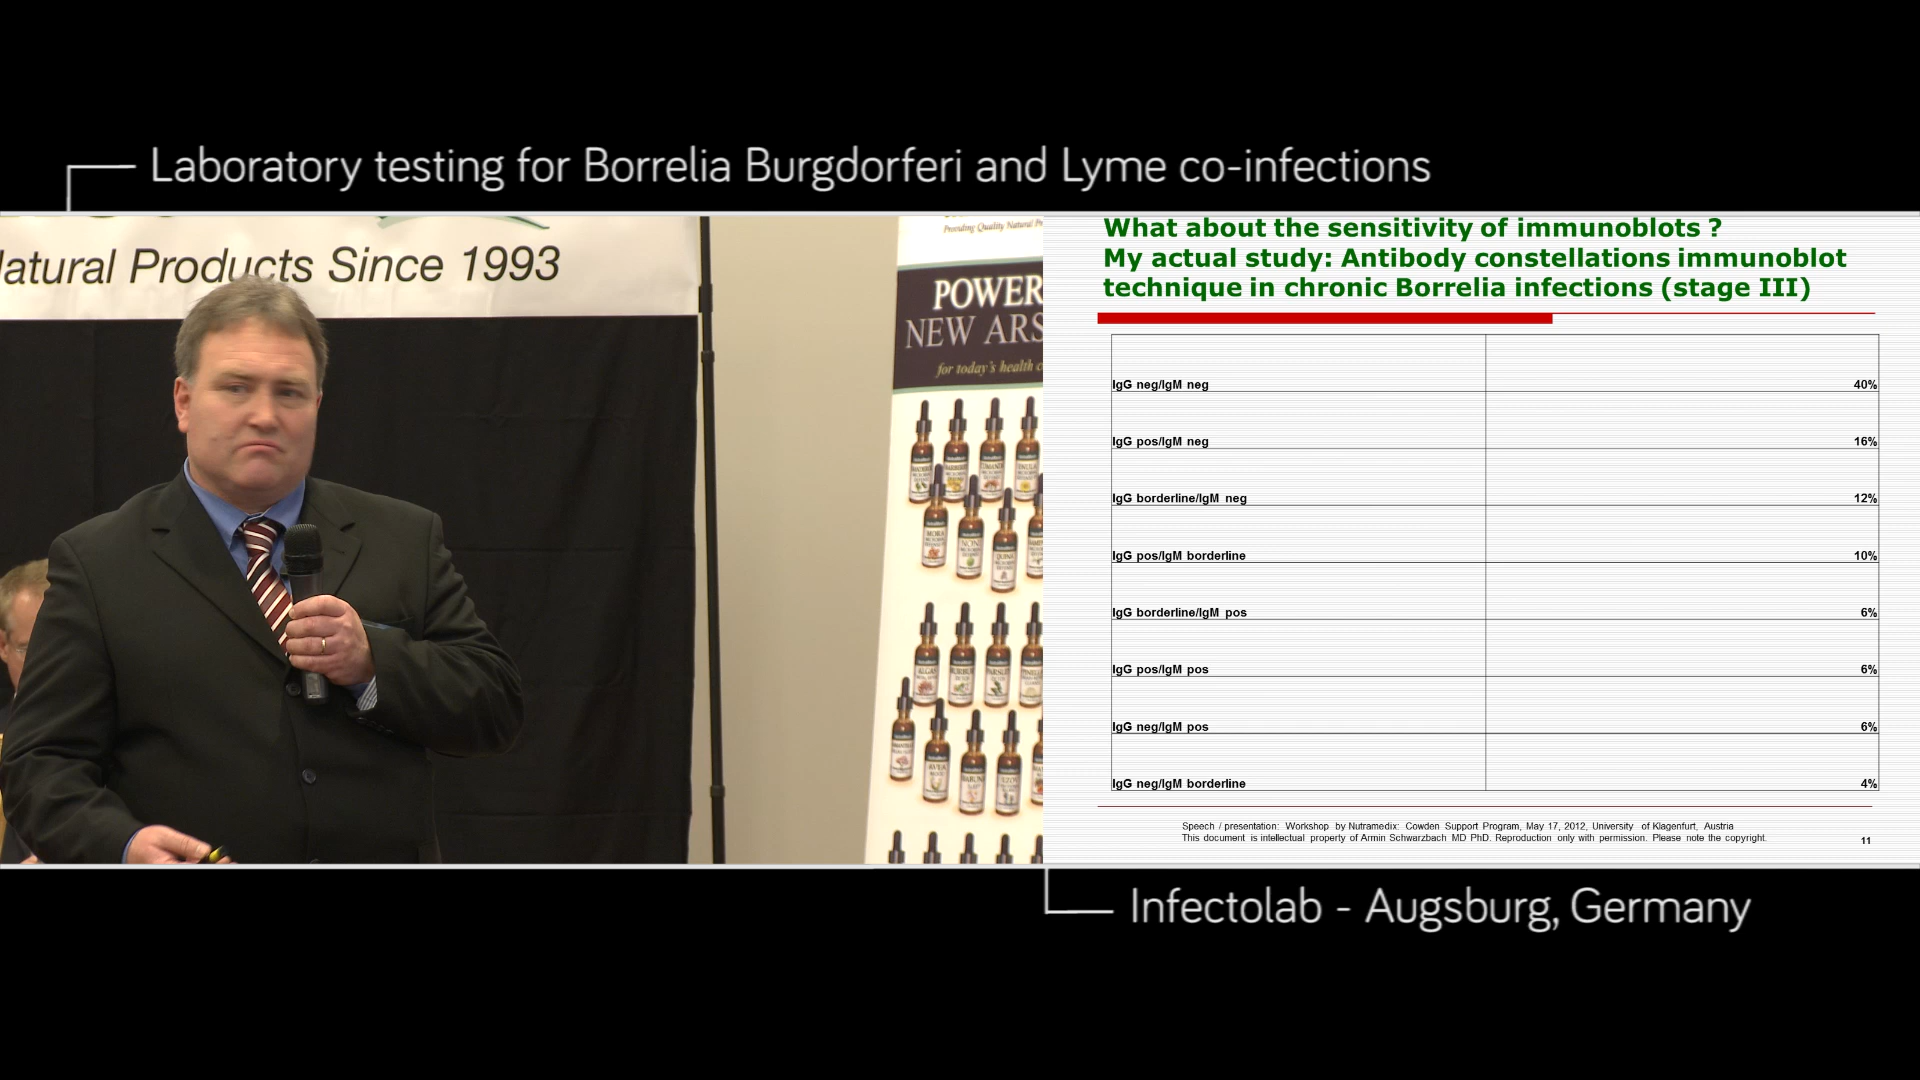 Laboratory testing for Borrelia Burgdorferi and Lyme co-infections
Natural Products Since 1993
Providing Quality Natural
POWER
NEW ARS
for today's health
What about the sensitivity of immunoblots ?
My actual study: Antibody constellations immunoblot
technique in chronic Borrelia infections (stage III)
IgG neg/IgM neg 40%
IgG pos/IgM neg 16%
IgG borderline/IgM neg 12%
IgG pos/IgM borderline 10%
IgG borderline/IgM pos 6%
IgG pos/IgM pos 6%
IgG neg/IgM pos 6%
IgG neg/IgM borderline 4%
Speech / presentation: Workshop by Nutramedix: Cowden Support Program, May 17, 2012, University of Klagenfurt, Austria
This document is intellectual property of Armin Schwarzbach MD PhD. Reproduction only with permission. Please note the copyright.
11
Infectolab - Augsburg, Germany